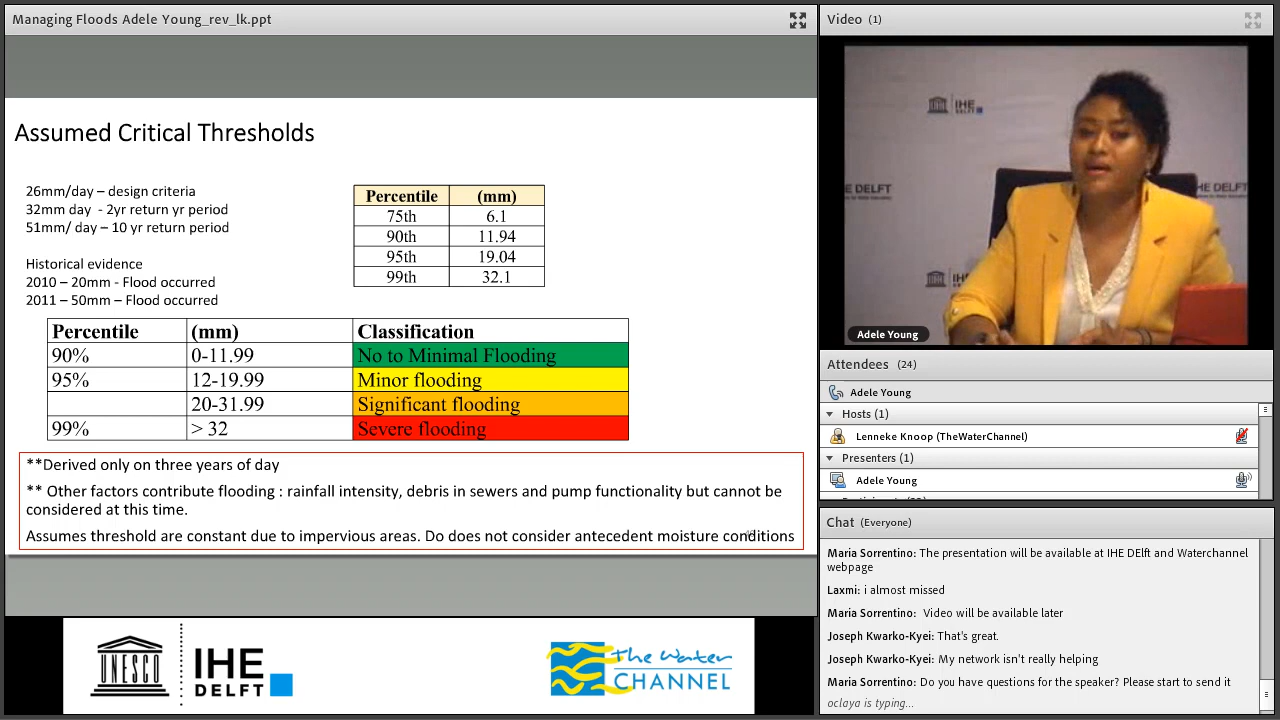 Managing Floods Adele Young_rev_lk.ppt
Assumed Critical Thresholds
26mm/day – design criteria
32mm day - 2yr return yr period
51mm/ day – 10 yr return period
Historical evidence
2010 – 20mm - Flood occurred
2011 – 50mm – Flood occurred
Percentile (mm)
75th 6.1
90th 11.94
95th 19.04
99th 32.1
Percentile (mm) Classification
90% 0-11.99 No to Minimal Flooding
95% 12-19.99 Minor flooding
20-31.99 Significant flooding
99% > 32 Severe flooding
**Derived only on three years of day
** Other factors contribute flooding : rainfall intensity, debris in sewers and pump functionality but cannot be
considered at this time.
Assumes threshold are constant due to impervious areas. Do does not consider antecedent moisture conditions
UNESCO
IHE
DELFT
The Water
CHANNEL
Video (1)
IHE
DELFT
IHE DELFT
IHE DELFT
Adele Young
Attendees (24)
Adele Young
Hosts (1)
Lenneke Knoop (TheWaterChannel)
Presenters (1)
Adele Young
Chat (Everyone)
Maria Sorrentino: The presentation will be available at IHE DElft and Waterchannel
webpage
Laxmi: i almost missed
Maria Sorrentino: Video will be available later
Joseph Kwarko-Kyei: That's great.
Joseph Kwarko-Kyei: My network isn't really helping
Maria Sorrentino: Do you have questions for the speaker? Please start to send it
oclaya is typing...